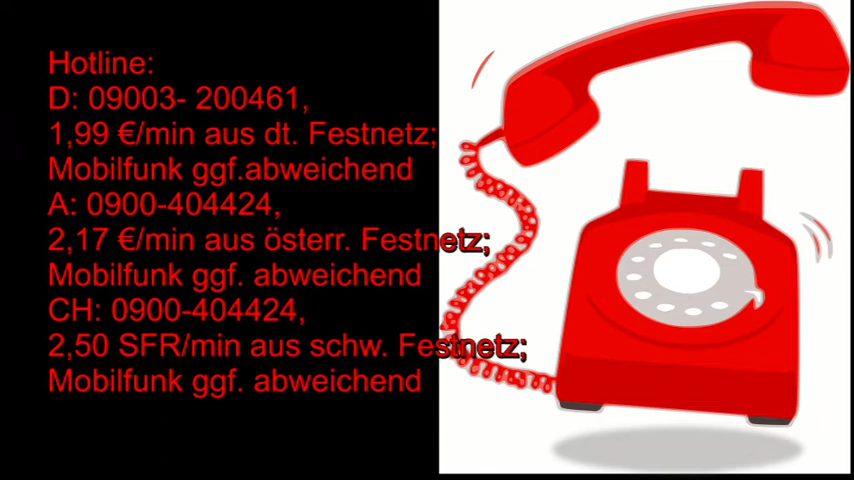 Hotline:
D: 09003- 200461,
1,99 €/min aus dt. Festnetz;
Mobilfunk ggf.abweichend
A: 0900-404424,
2,17 €/min aus österr. Festnetz;
Mobilfunk ggf. abweichend
CH: 0900-404424,
2,50 SFR/min aus schw. Festnetz;
Mobilfunk ggf. abweichend